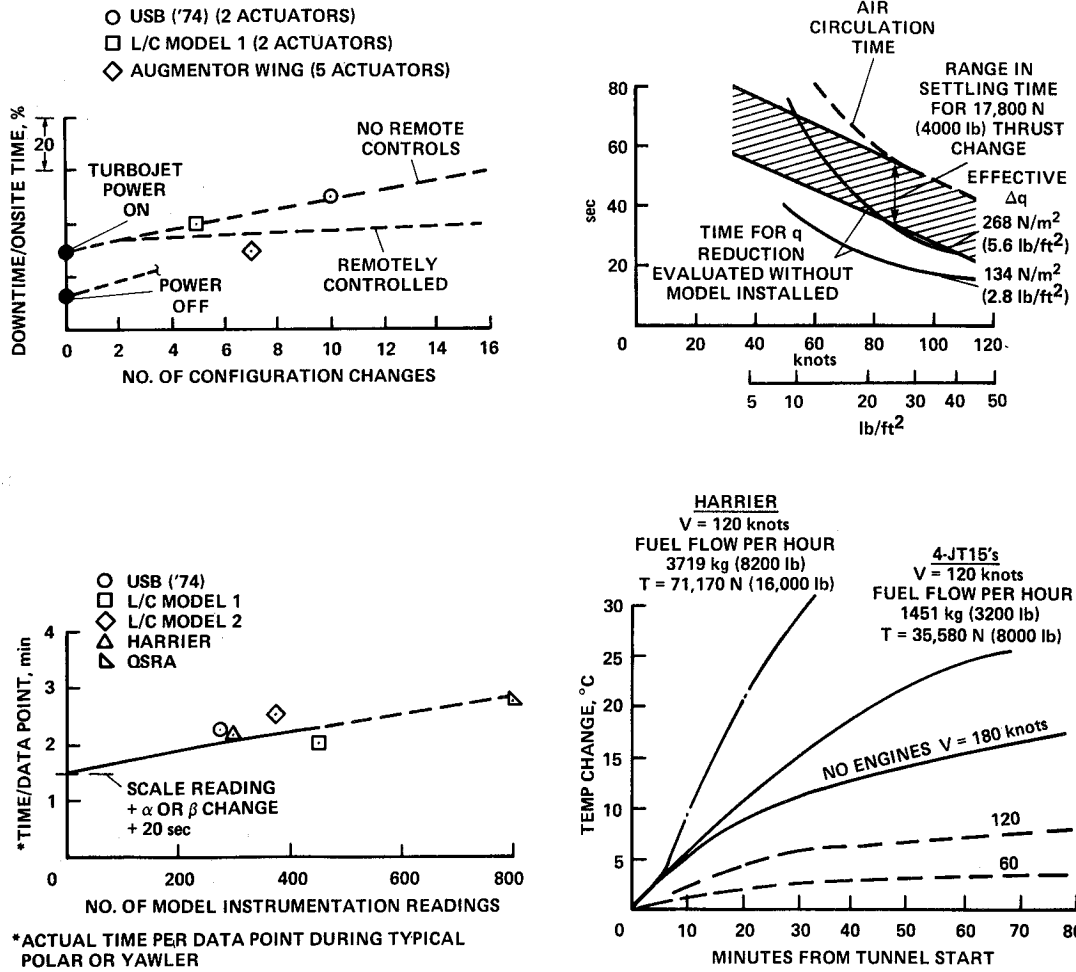 USB ('74) (2 ACTUATORS)
L/C MODEL 1 (2 ACTUATORS)
AUGMENTOR WING (5 ACTUATORS)
DOWNTIME/ONSITE TIME, %
20
TURBOJET
POWER
ON
NO REMOTE
CONTROLS
POWER
OFF
REMOTELY
CONTROLLED
0 2 4 6 8 10 12 14 16
NO. OF CONFIGURATION CHANGES
AIR
CIRCULATION
TIME
RANGE IN
SETTLING TIME
FOR 17,800 N
(4000 lb) THRUST
CHANGE
EFFECTIVE
Δq
268 N/m2
(5.6 lb/ft2)
134 N/m2
(2.8 lb/ft2)
TIME FOR q
REDUCTION
EVALUATED WITHOUT
MODEL INSTALLED
sec
80
60
40
20
0 20 40 60 80 100 120
knots
5 10 20 30 40 50
lb/ft2
USB ('74)
L/C MODEL 1
L/C MODEL 2
HARRIER
QSRA
*TIME/DATA POINT, min
4
3
2
1
SCALE READING
+ α OR β CHANGE
+ 20 sec
0 200 400 600 800
NO. OF MODEL INSTRUMENTATION READINGS
*ACTUAL TIME PER DATA POINT DURING TYPICAL
POLAR OR YAWLER
HARRIER
V = 120 knots
FUEL FLOW PER HOUR
3719 kg (8200 lb)
T = 71,170 N (16,000 lb)
4-JT15's
V = 120 knots
FUEL FLOW PER HOUR
1451 kg (3200 lb)
T = 35,580 N (8000 lb)
TEMP CHANGE, °C
30
25
20
15
10
5
NO ENGINES V = 180 knots
120
60
0 10 20 30 40 50 60 70 80
MINUTES FROM TUNNEL START